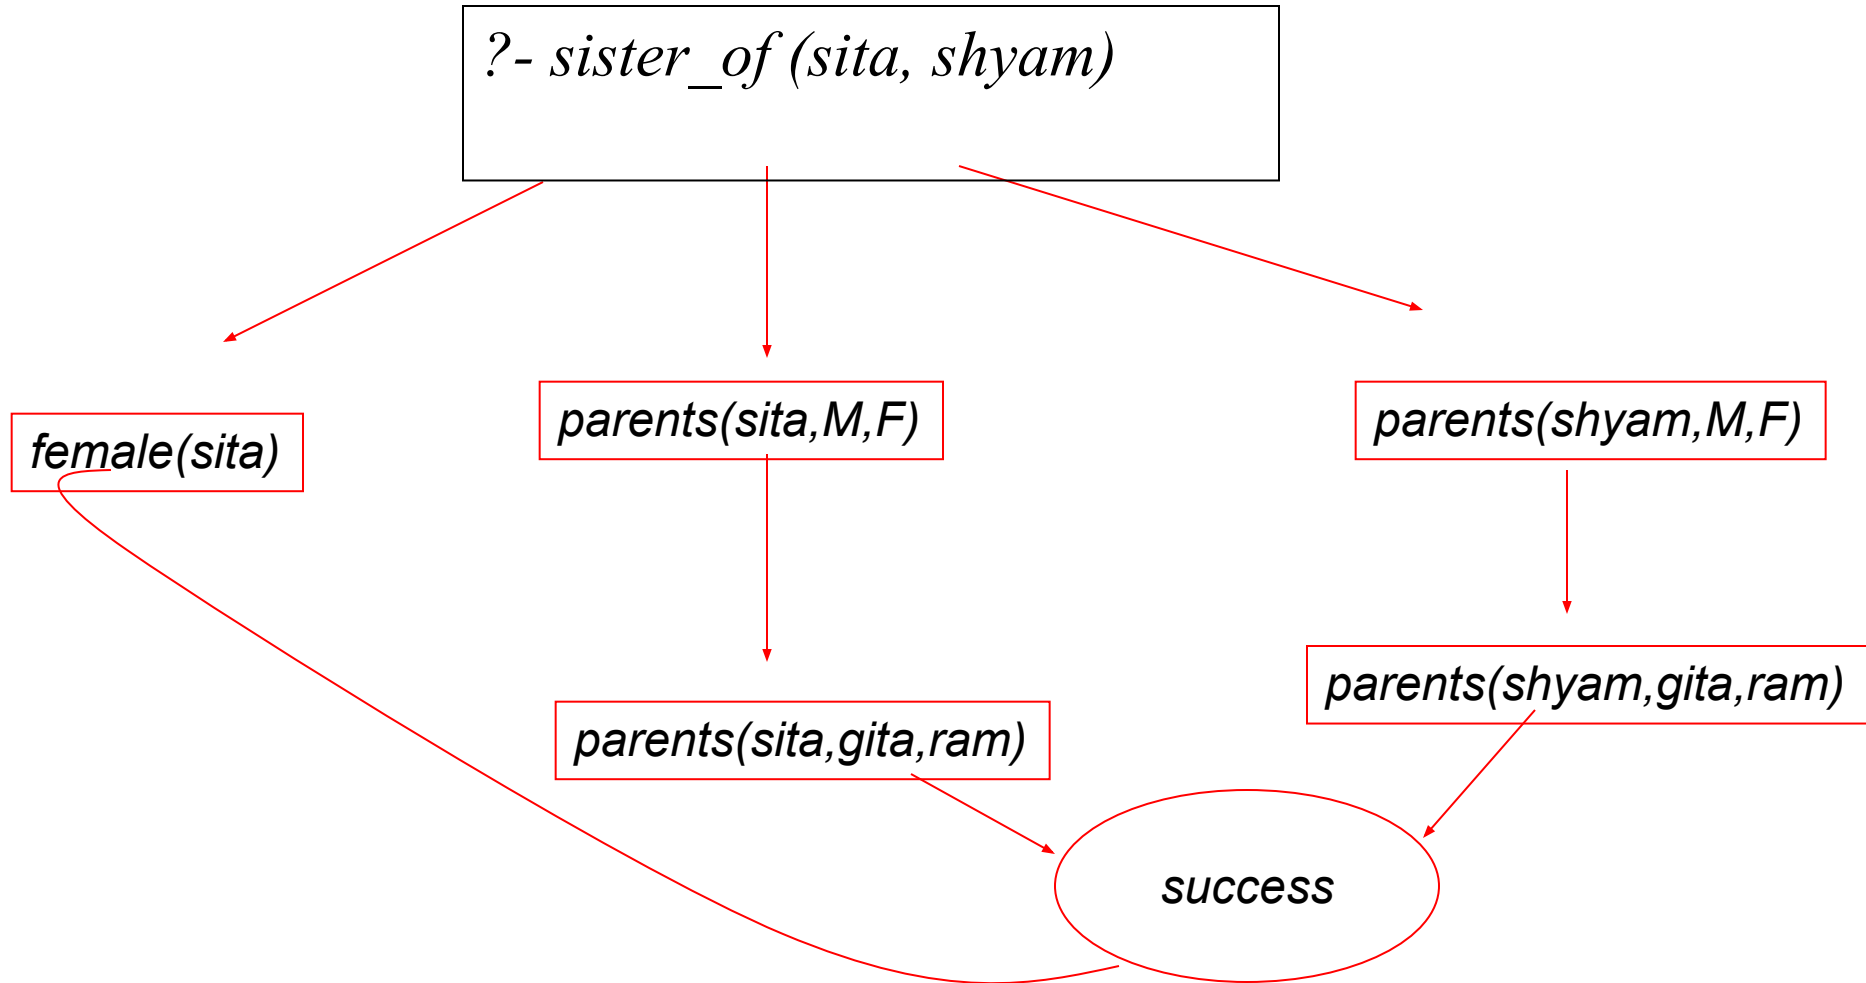 ?- sister_of (sita, shyam)
female(sita)
parents(sita,M,F)
parents(shyam,M,F)
parents(sita,gita,ram)
parents(shyam,gita,ram)
success